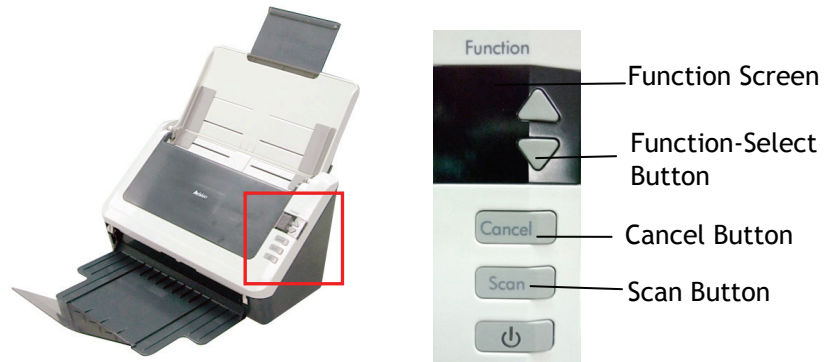 Function
Function Screen
Function-Select
Button
Cancel
Cancel Button
Scan
Scan Button